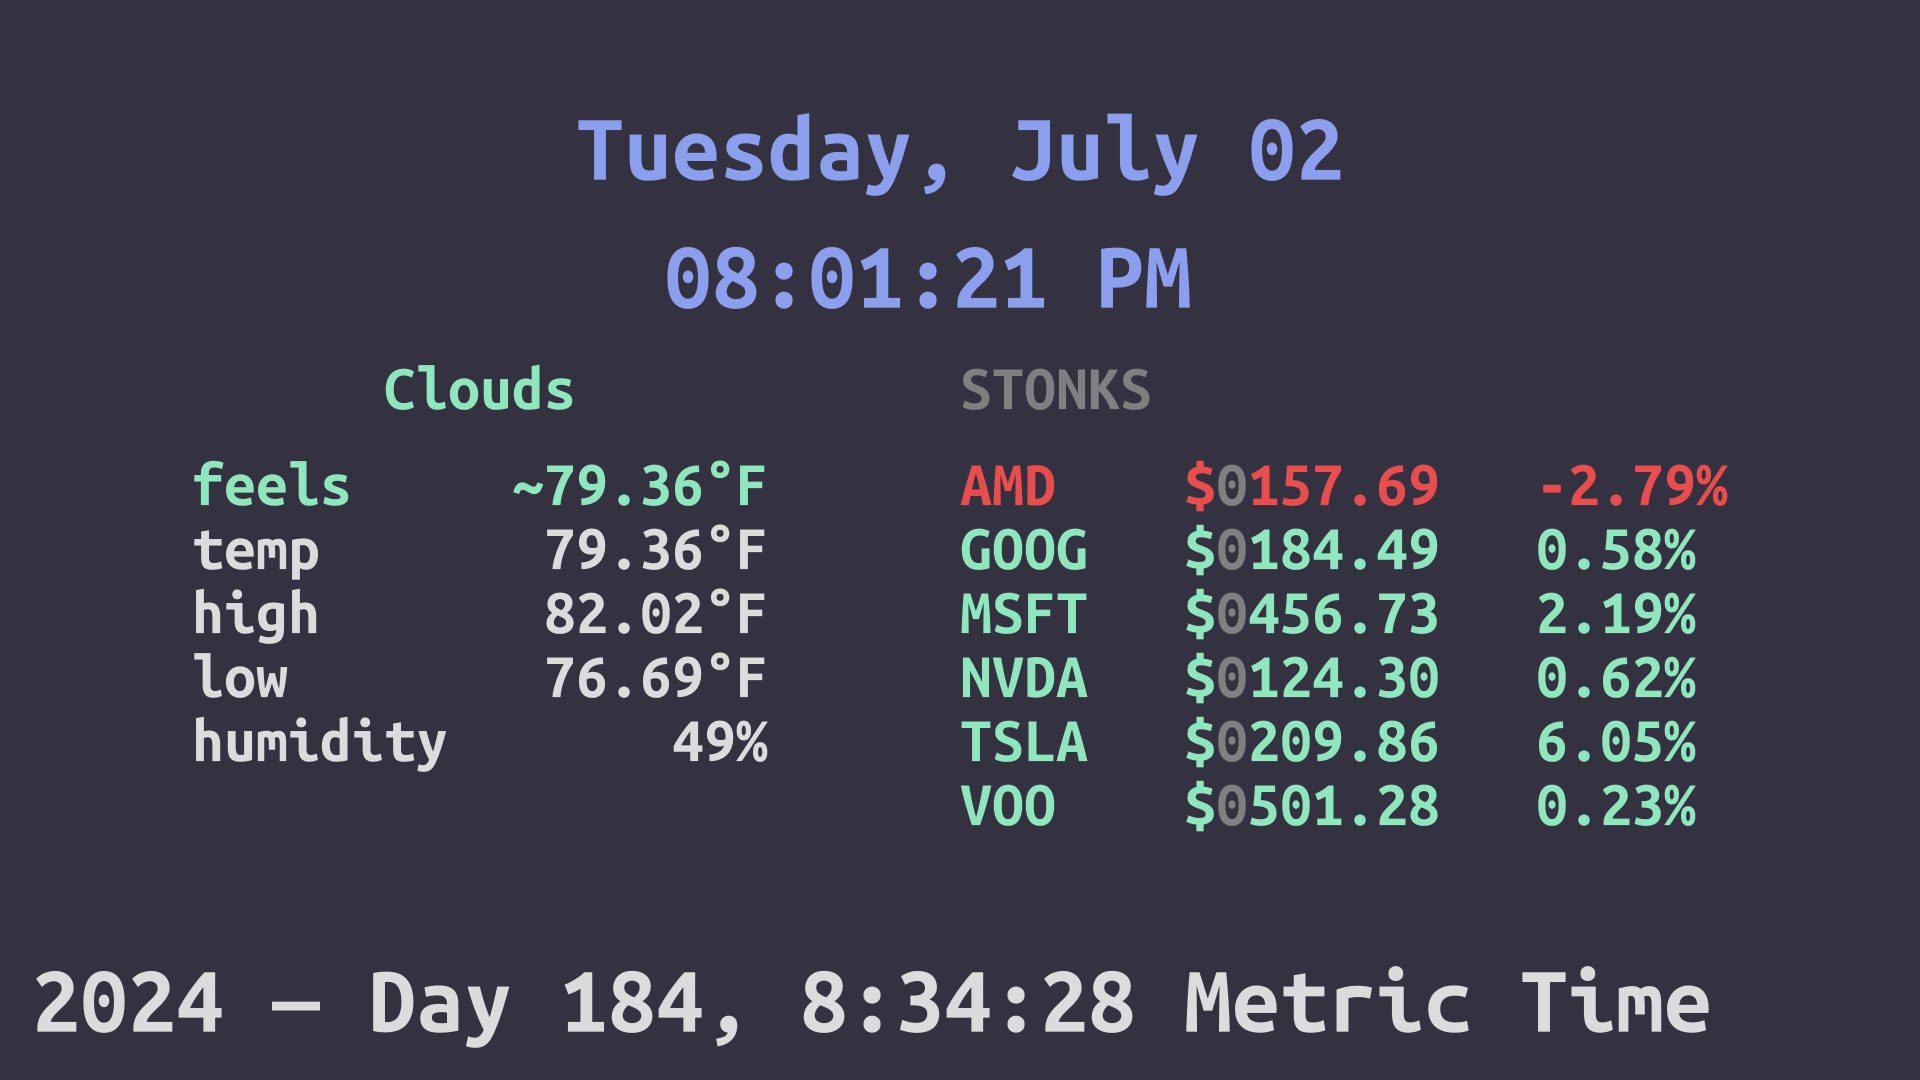 Tuesday, July 02
08:01:21 PM
Clouds
feels ~79.36°F
temp 79.36°F
high 82.02°F
low 76.69°F
humidity 49%
STONKS
AMD $0157.69 -2.79%
GOOG $0184.49 0.58%
MSFT $0456.73 2.19%
NVDA $0124.30 0.62%
TSLA $0209.86 6.05%
VOO $0501.28 0.23%
2024 — Day 184, 8:34:28 Metric Time